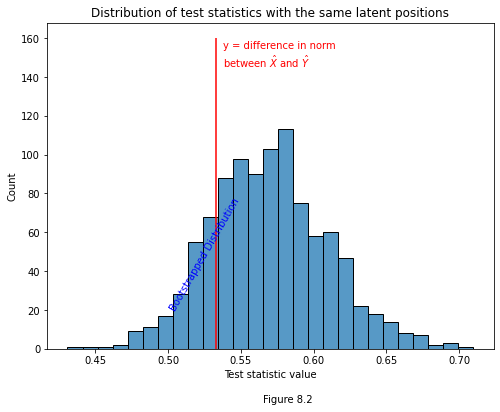 Distribution of test statistics with the same latent positions
160
140
120
100
80
60
40
20
0
Count
y = difference in norm
between X̂ and Ŷ
Bootstrapped Distribution
0.45 0.50 0.55 0.60 0.65 0.70
Test statistic value
Figure 8.2